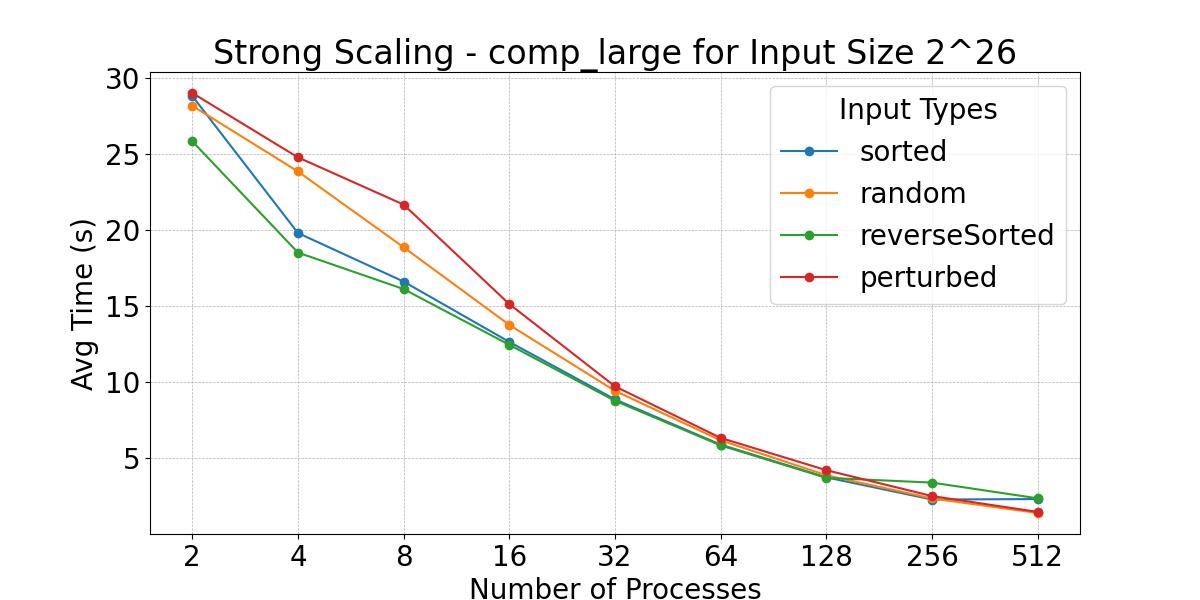 Strong Scaling - comp_large for Input Size 2^26
30
25
20
15
10
5
Avg Time (s)
Input Types
sorted
random
reverseSorted
perturbed
2 4 8 16 32 64 128 256 512
Number of Processes